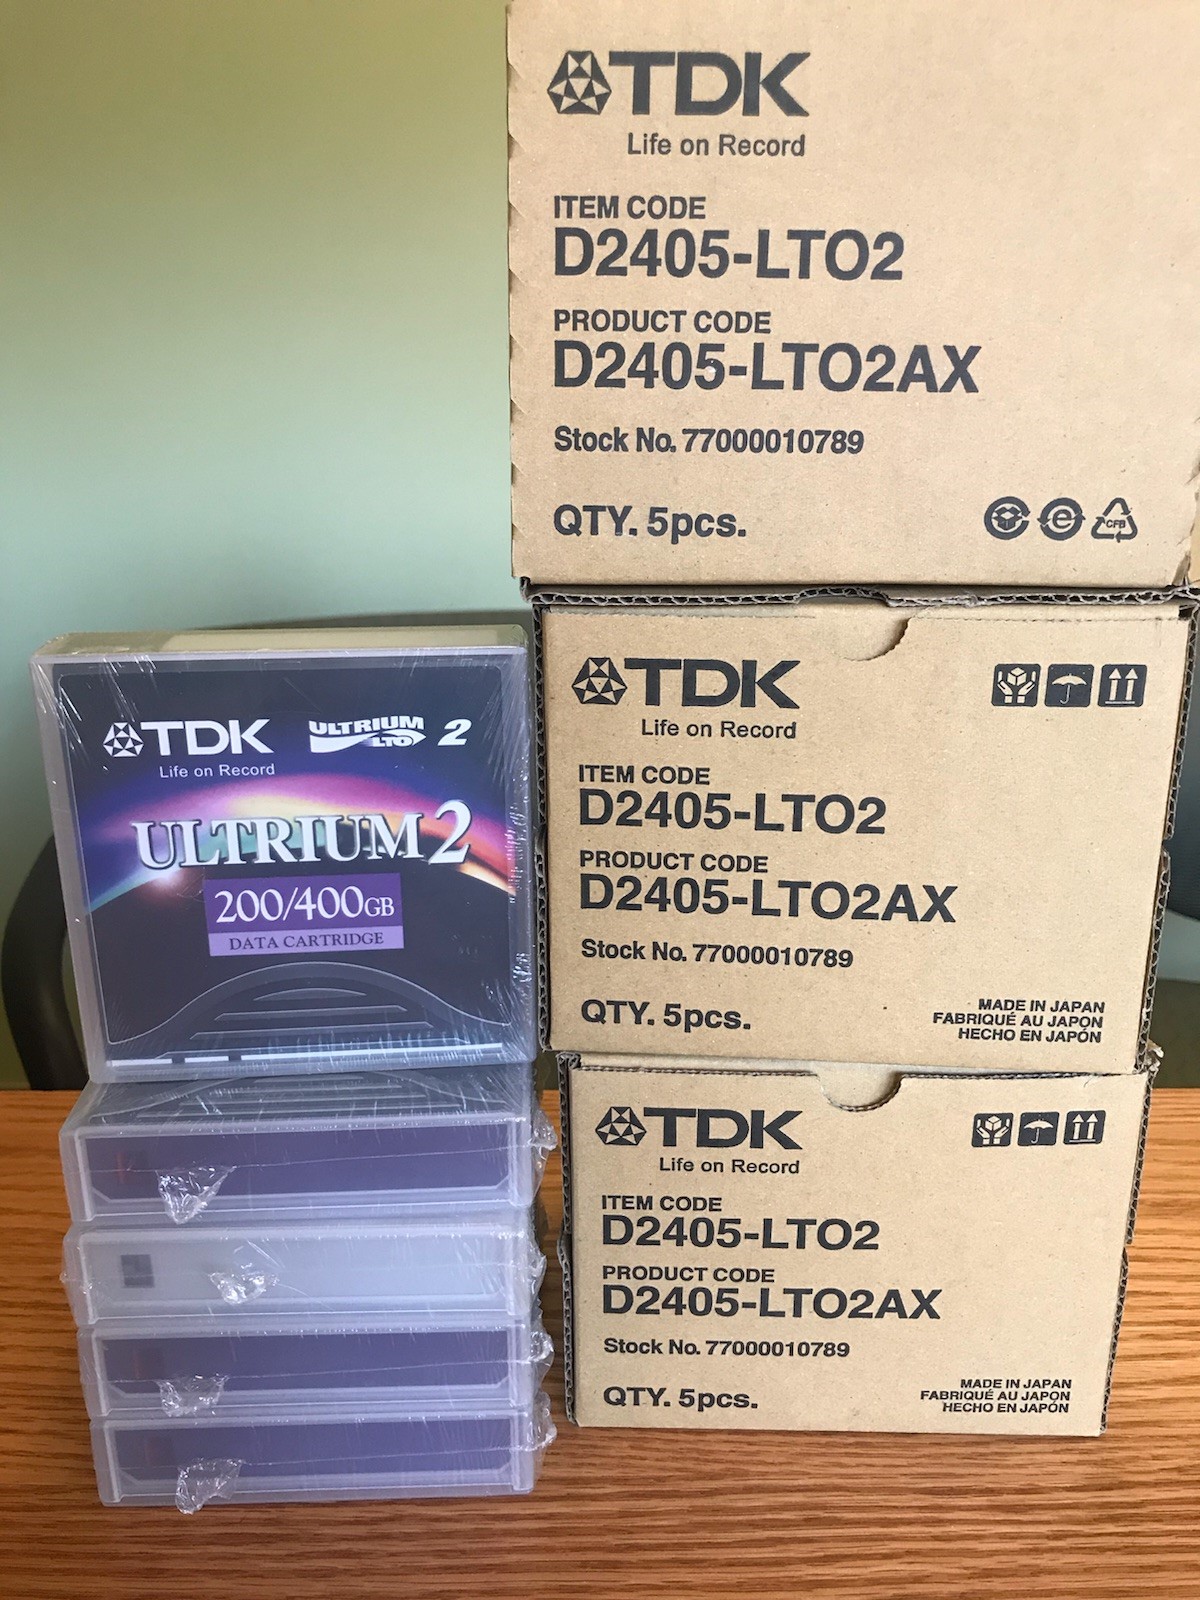 TDK
Life on Record
ITEM CODE
D2405-LTO2
PRODUCT CODE
D2405-LTO2AX
Stock No. 77000010789
QTY. 5pcs.
e
CFB
TDK
Life on Record
ITEM CODE
D2405-LTO2
PRODUCT CODE
D2405-LTO2AX
Stock No. 77000010789
QTY. 5pcs.
MADE IN JAPAN
FABRIQUÉ AU JAPON
HECHO EN JAPÓN
TDK
Life on Record
ITEM CODE
D2405-LTO2
PRODUCT CODE
D2405-LTO2AX
Stock No. 77000010789
QTY. 5pcs.
MADE IN JAPAN
FABRIQUÉ AU JAPON
HECHO EN JAPÓN
TDK
Life on Record
ULTRIUM LTO 2
ULTRIUM 2
200/400GB
DATA CARTRIDGE